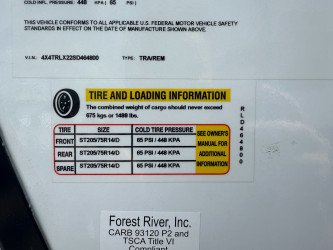 COLD INFL. PRESSURE: 448 KPA ( 65 PSI )
THIS VEHICLE CONFORMS TO ALL APPLICABLE U.S. FEDERAL MOTOR VEHICLE SAFETY
STANDARDS IN EFFECT ON THE DATE OF MANUFACTURE SHOWN ABOVE.
V.I.N.: 4X4TRLX22SD464800 TYPE: TRA/REM
TIRE AND LOADING INFORMATION
The combined weight of cargo should never exceed
675 kgs or 1488 lbs.
TIRE SIZE COLD TIRE PRESSURE
FRONT ST205/75R14/D 65 PSI / 448 KPA
REAR ST205/75R14/D 65 PSI / 448 KPA
SPARE ST205/75R14/D 65 PSI / 448 KPA
SEE OWNER'S
MANUAL FOR
ADDITIONAL
INFORMATION
RLD464800
Forest River, Inc.
CARB 93120 P2 and
TSCA Title VI
Compliant